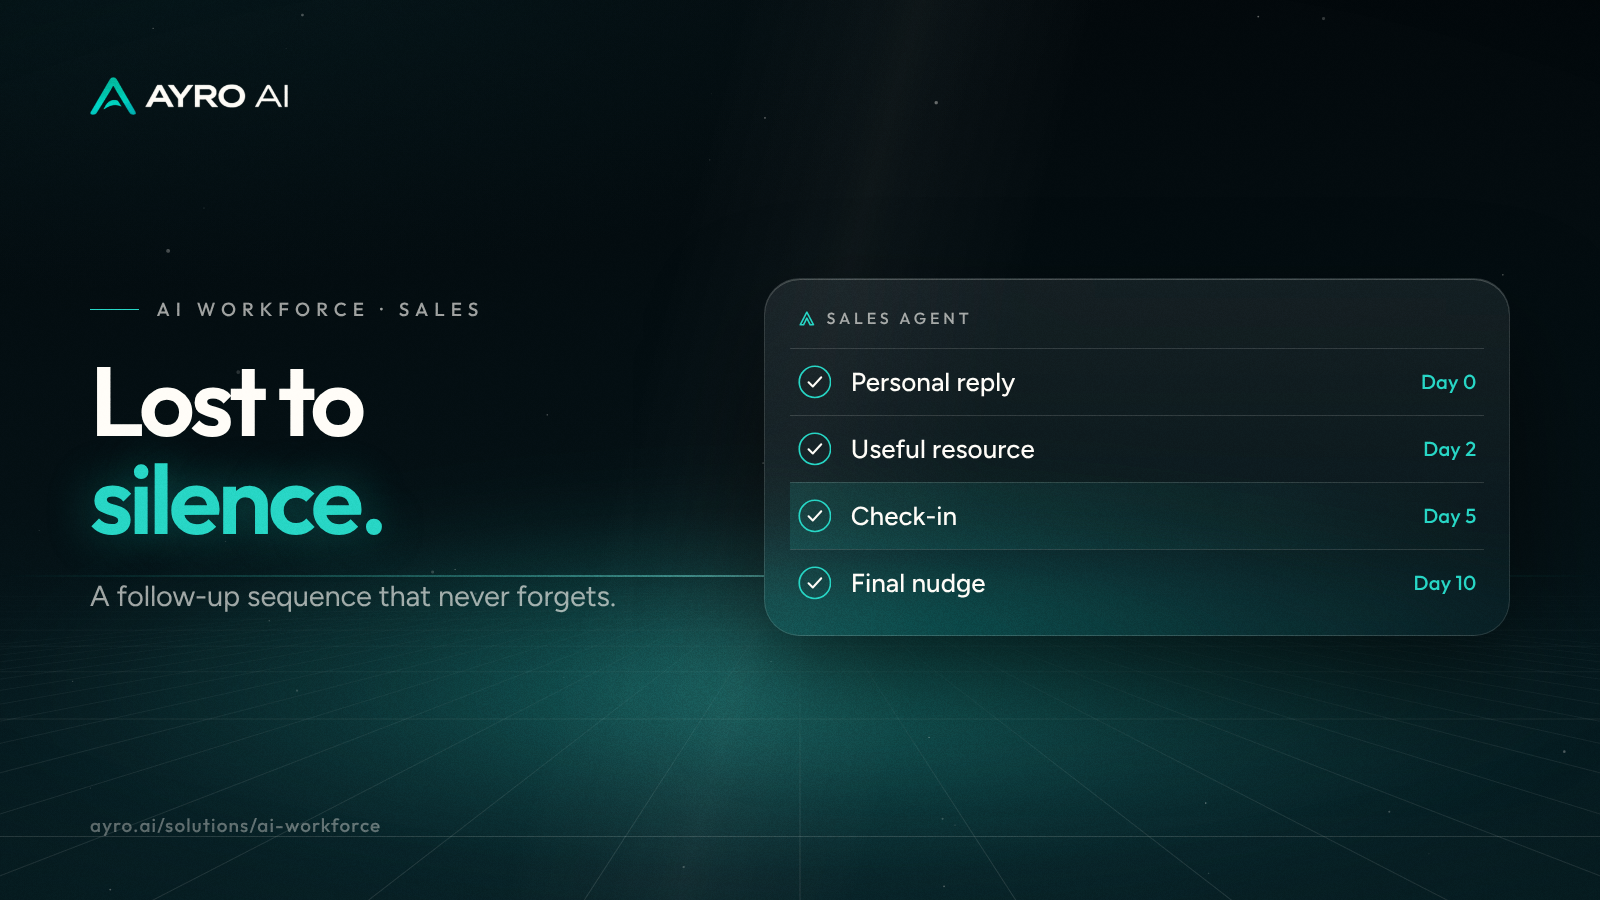 AYRO AI
AI WORKFORCE · SALES
Lost to
silence.
A follow-up sequence that never forgets.
SALES AGENT
Personal reply Day 0
Useful resource Day 2
Check-in Day 5
Final nudge Day 10
ayro.ai/solutions/ai-workforce